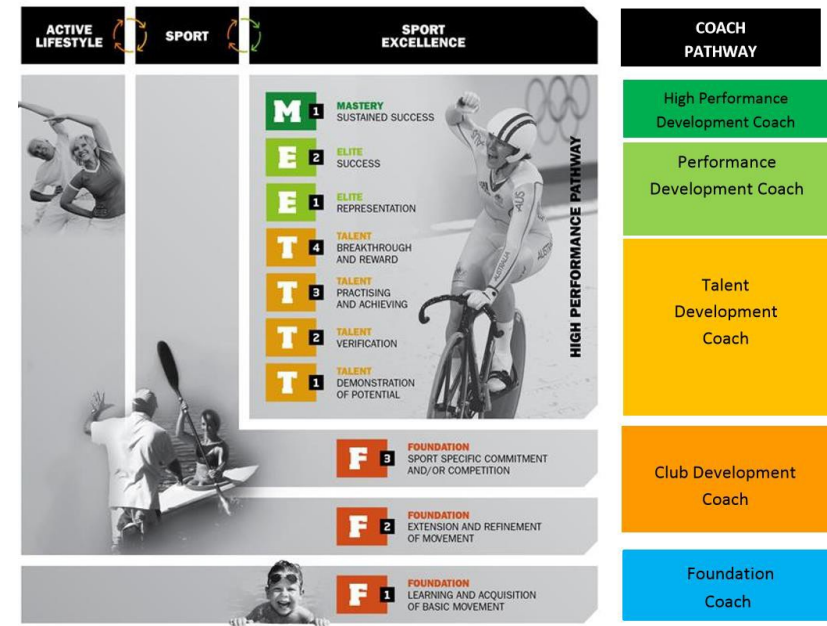 ACTIVE
LIFESTYLE
SPORT
SPORT
EXCELLENCE
COACH
PATHWAY
M 1 MASTERY
SUSTAINED SUCCESS
E 2 ELITE
SUCCESS
E 1 ELITE
REPRESENTATION
T 4 TALENT
BREAKTHROUGH
AND REWARD
T 3 TALENT
PRACTISING
AND ACHIEVING
T 2 TALENT
VERIFICATION
T 1 TALENT
DEMONSTRATION
OF POTENTIAL
HIGH PERFORMANCE PATHWAY
AUS
AUSTRALIA
F 3 FOUNDATION
SPORT SPECIFIC COMMITMENT
AND/OR COMPETITION
F 2 FOUNDATION
EXTENSION AND REFINEMENT
OF MOVEMENT
F 1 FOUNDATION
LEARNING AND ACQUISITION
OF BASIC MOVEMENT
High Performance
Development Coach
Performance
Development Coach
Talent
Development
Coach
Club Development
Coach
Foundation
Coach